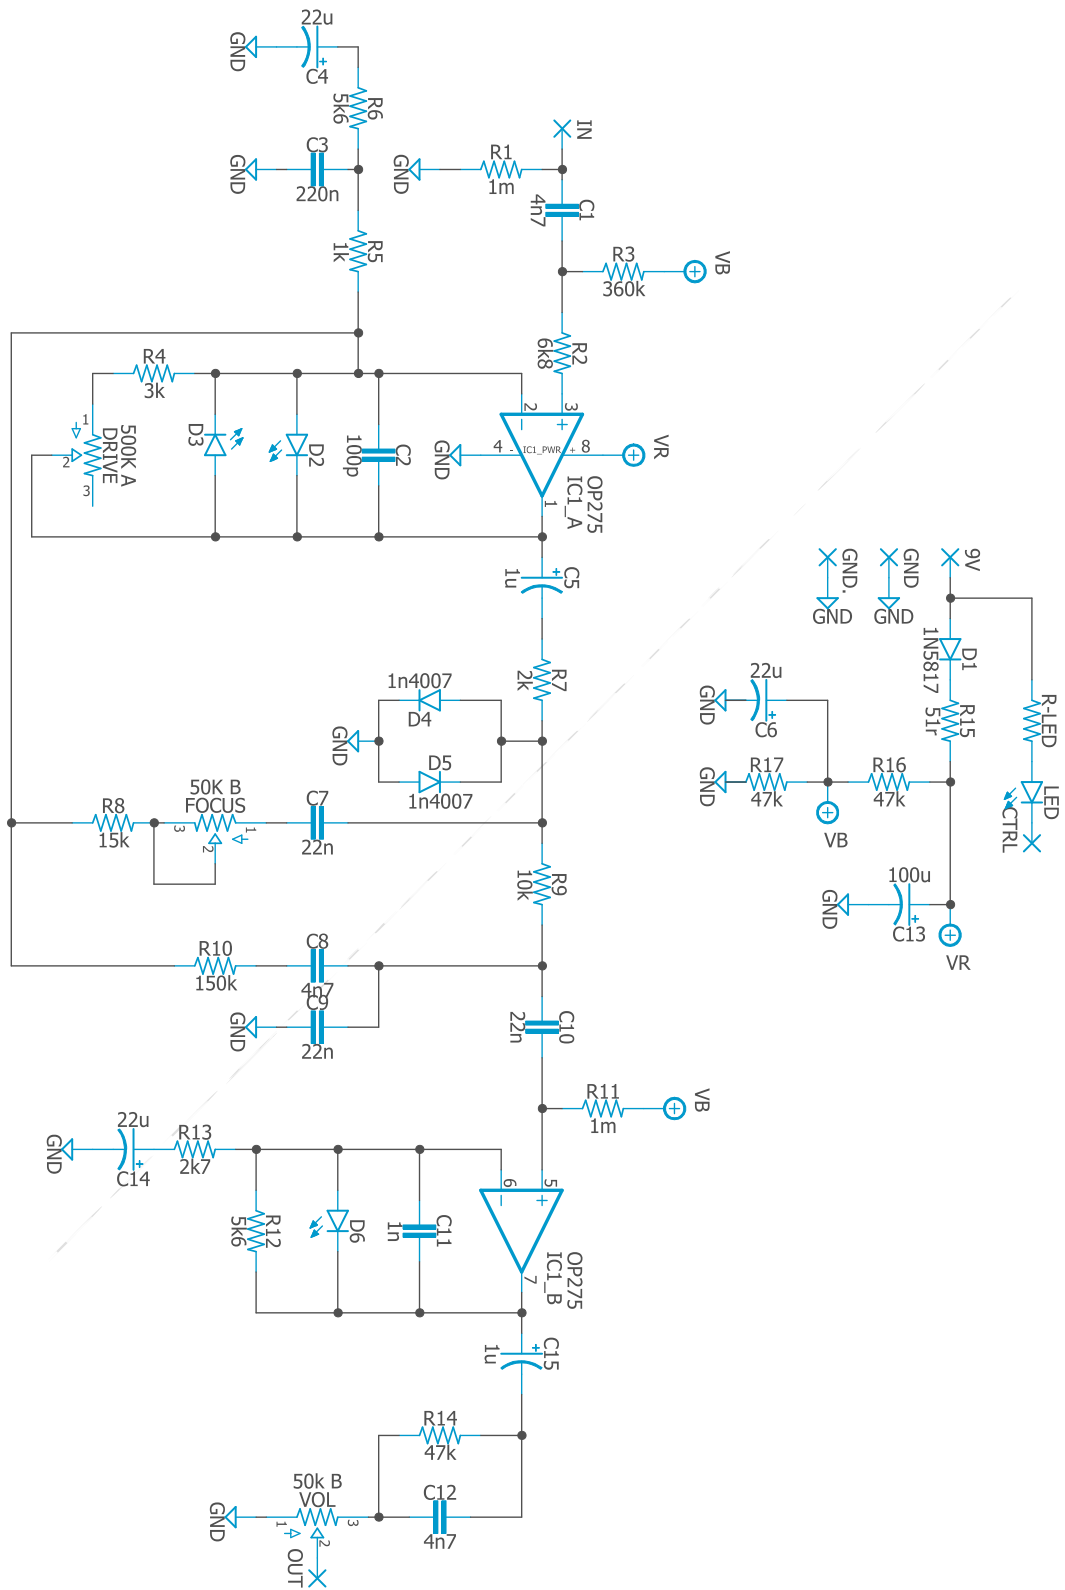 22u
GND
C4
R6
5k6
IN
C3
GND
220n
GND
R1
1m
C1
4n7
R5
1k
R3
360k
VB
R2
6k8
R4
3k
2
3
500K A
DRIVE
1
2
3
D3
D2
C2
100p
GND
4
-
IC1_PWR
+
8
VR
1
OP275
IC1_A
C5
1u
GND.
GND
9V
GND
GND
D1
1N5817
R7
2k
1n4007
D4
GND
D5
1n4007
22u
GND
C6
R15
51r
R-LED
R17
GND
47k
R16
47k
VB
LED
CTRL
50K B
FOCUS
R8
15k
3
1
2
C7
22n
R9
10k
100u
GND
C13
VR
R10
150k
C8
4n7
C9
GND
22n
C10
22n
R11
1m
VB
22u
GND
C14
R13
2k7
6
5
R12
5k6
D6
C11
1n
OP275
IC1_B
7
C15
1u
R14
47k
50k B
VOL
C12
4n7
GND
1
3
2
OUT